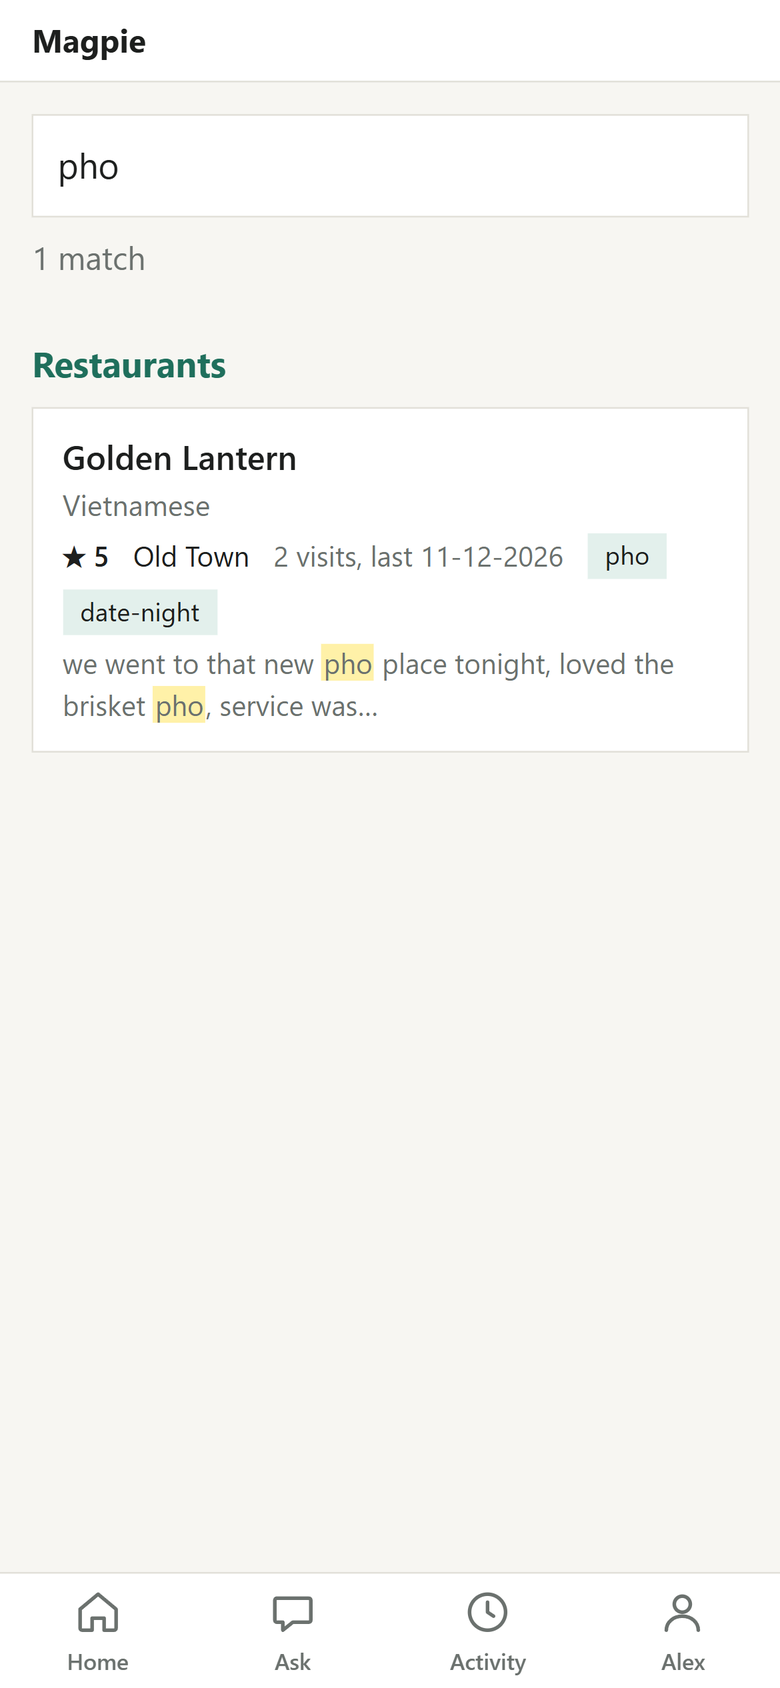 Magpie
pho
1 match
Restaurants
Golden Lantern
Vietnamese
★ 5 Old Town 2 visits, last 11-12-2026 pho
date-night
we went to that new pho place tonight, loved the
brisket pho, service was...
Home Ask Activity Alex